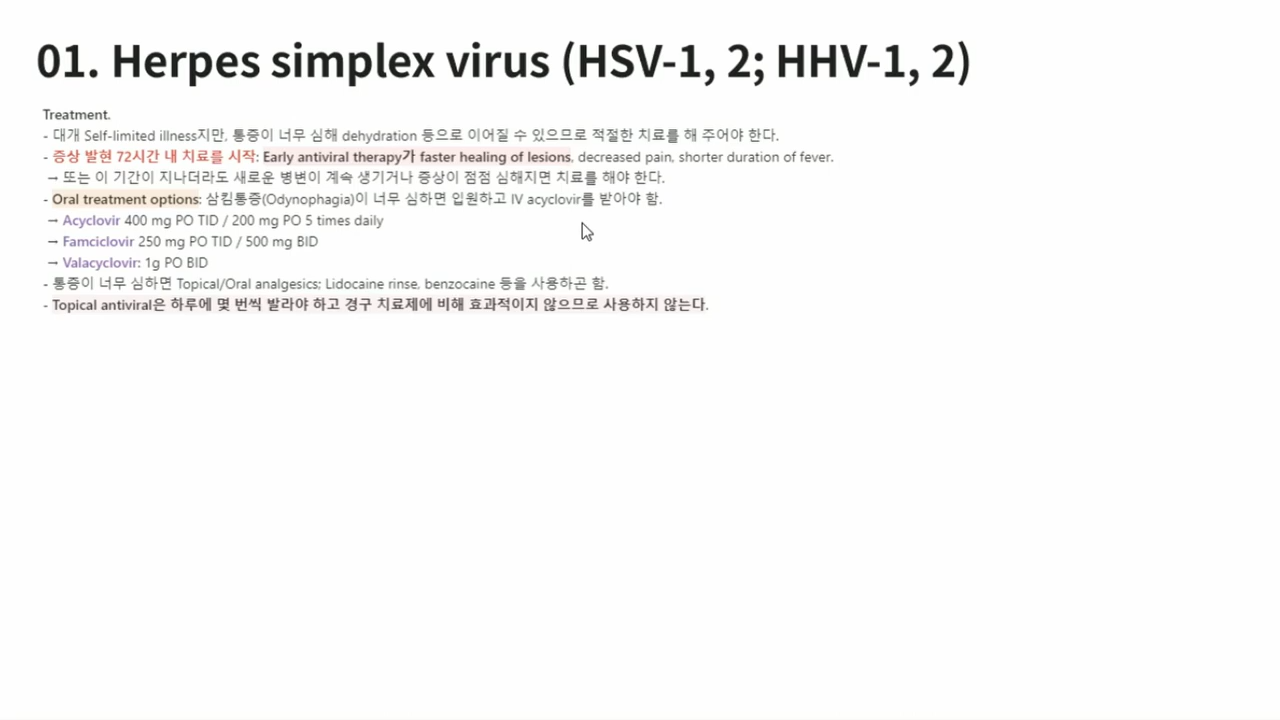 01. Herpes simplex virus (HSV-1, 2; HHV-1, 2)
Treatment.
- 대개 Self-limited illness지만, 통증이 너무 심해 dehydration 등으로 이어질 수 있으므로 적절한 치료를 해 주어야 한다.
- 증상 발현 72시간 내 치료를 시작: Early antiviral therapy가 faster healing of lesions, decreased pain, shorter duration of fever.
→ 또는 이 기간이 지나더라도 새로운 병변이 계속 생기거나 증상이 점점 심해지면 치료를 해야 한다.
- Oral treatment options: 삼킴통증(Odynophagia)이 너무 심하면 입원하고 IV acyclovir를 받아야 함.
→ Acyclovir 400 mg PO TID / 200 mg PO 5 times daily
→ Famciclovir 250 mg PO TID / 500 mg BID
→ Valacyclovir: 1g PO BID
- 통증이 너무 심하면 Topical/Oral analgesics; Lidocaine rinse, benzocaine 등을 사용하곤 함.
- Topical antiviral은 하루에 몇 번씩 발라야 하고 경구 치료제에 비해 효과적이지 않으므로 사용하지 않는다.